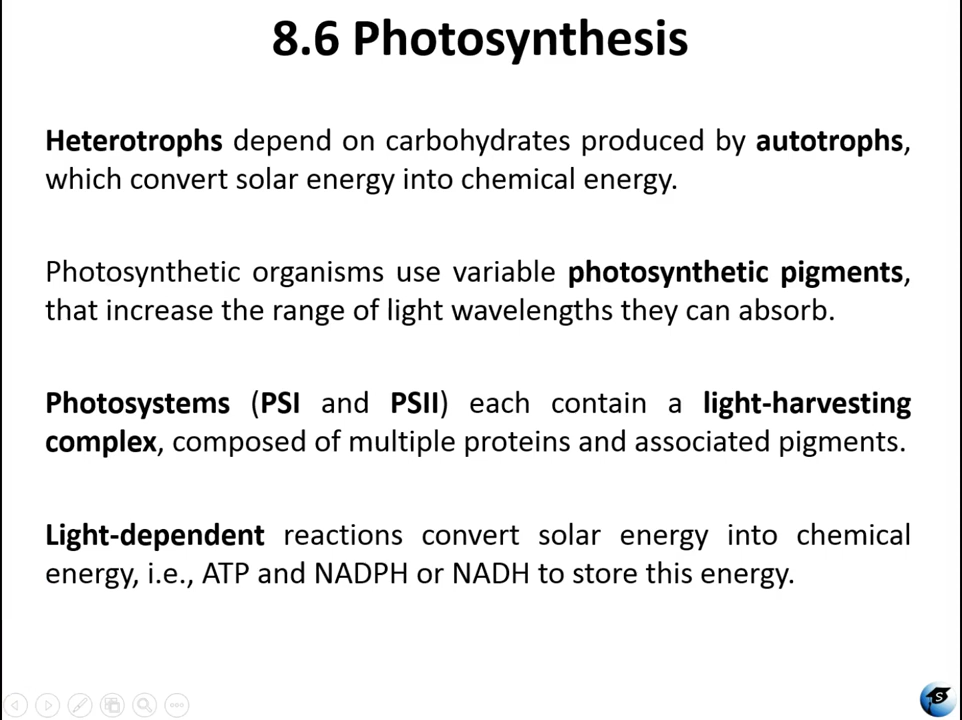 8.6 Photosynthesis
Heterotrophs depend on carbohydrates produced by autotrophs,
which convert solar energy into chemical energy.
Photosynthetic organisms use variable photosynthetic pigments,
that increase the range of light wavelengths they can absorb.
Photosystems (PSI and PSII) each contain a light-harvesting
complex, composed of multiple proteins and associated pigments.
Light-dependent reactions convert solar energy into chemical
energy, i.e., ATP and NADPH or NADH to store this energy.
S